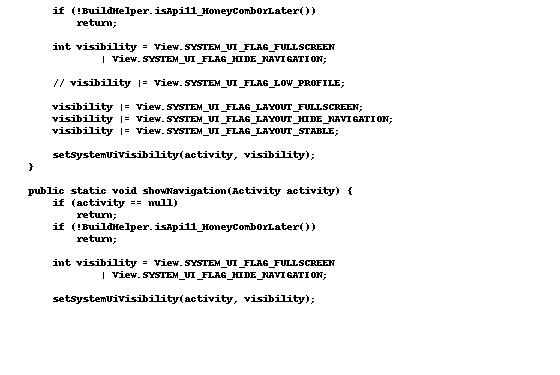 if (!BuildHelper.isApi11_HoneyCombOrLater())
return;
int visibility = View.SYSTEM_UI_FLAG_FULLSCREEN
| View.SYSTEM_UI_FLAG_HIDE_NAVIGATION;
// visibility |= View.SYSTEM_UI_FLAG_LOW_PROFILE;
visibility |= View.SYSTEM_UI_FLAG_LAYOUT_FULLSCREEN;
visibility |= View.SYSTEM_UI_FLAG_LAYOUT_HIDE_NAVIGATION;
visibility |= View.SYSTEM_UI_FLAG_LAYOUT_STABLE;
setSystemUiVisibility(activity, visibility);
}
public static void showNavigation(Activity activity) {
if (activity == null)
return;
if (!BuildHelper.isApi11_HoneyCombOrLater())
return;
int visibility = View.SYSTEM_UI_FLAG_FULLSCREEN
| View.SYSTEM_UI_FLAG_HIDE_NAVIGATION;
setSystemUiVisibility(activity, visibility);